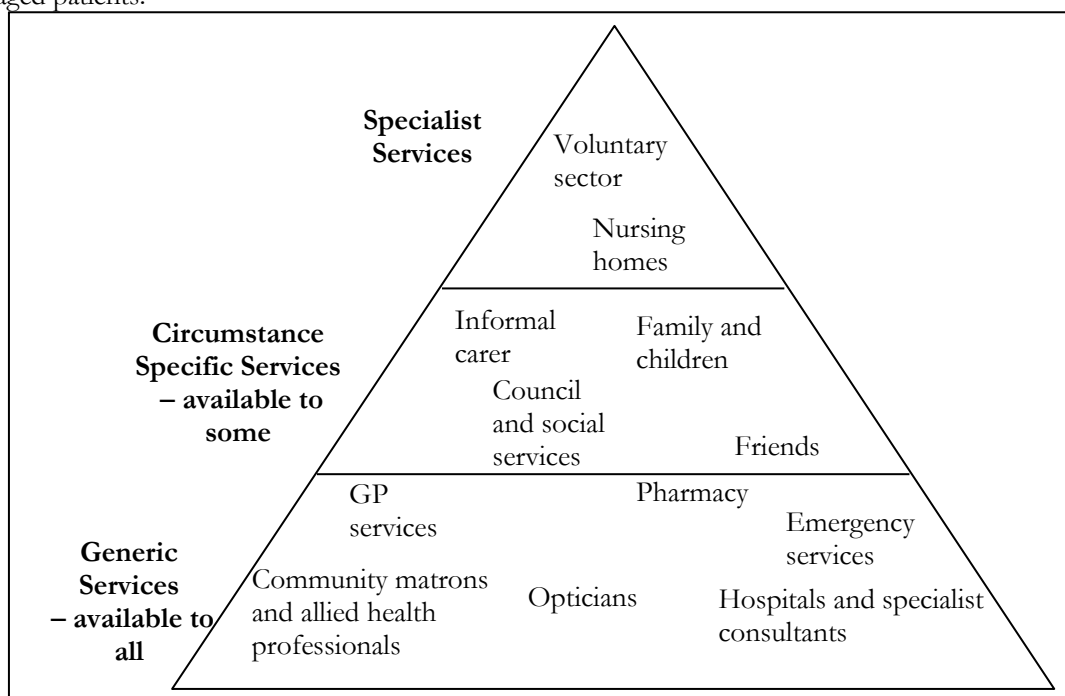 aged patients.
Specialist
Services
Voluntary
sector
Nursing
homes
Circumstance
Specific Services
– available to
some
Informal
carer
Family and
children
Council
and social
services
Friends
Generic
Services
– available to
all
GP
services
Pharmacy
Emergency
services
Community matrons
and allied health
professionals
Opticians
Hospitals and specialist
consultants